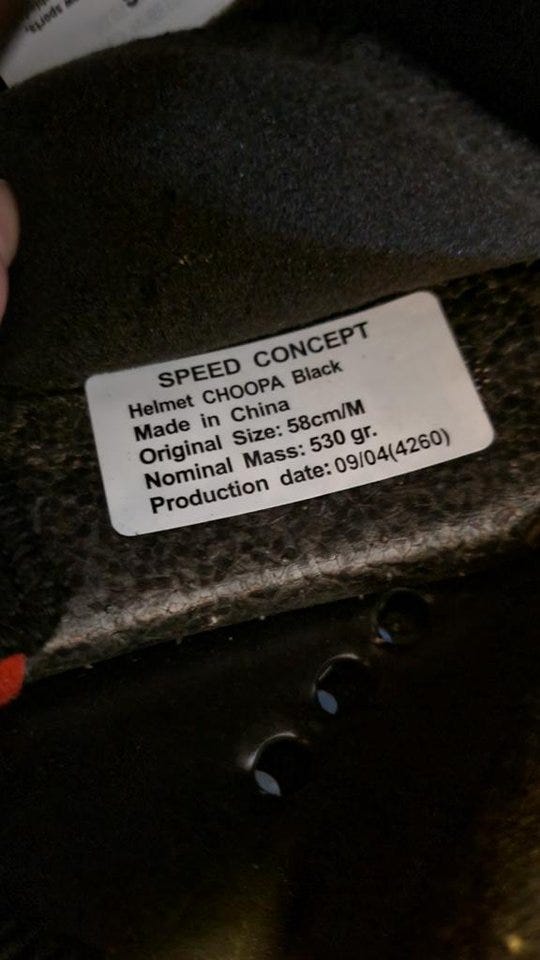 SPEED CONCEPT
Helmet CHOOPA Black
Made in China
Original Size: 58cm/M
Nominal Mass: 530 gr.
Production date: 09/04(4260)